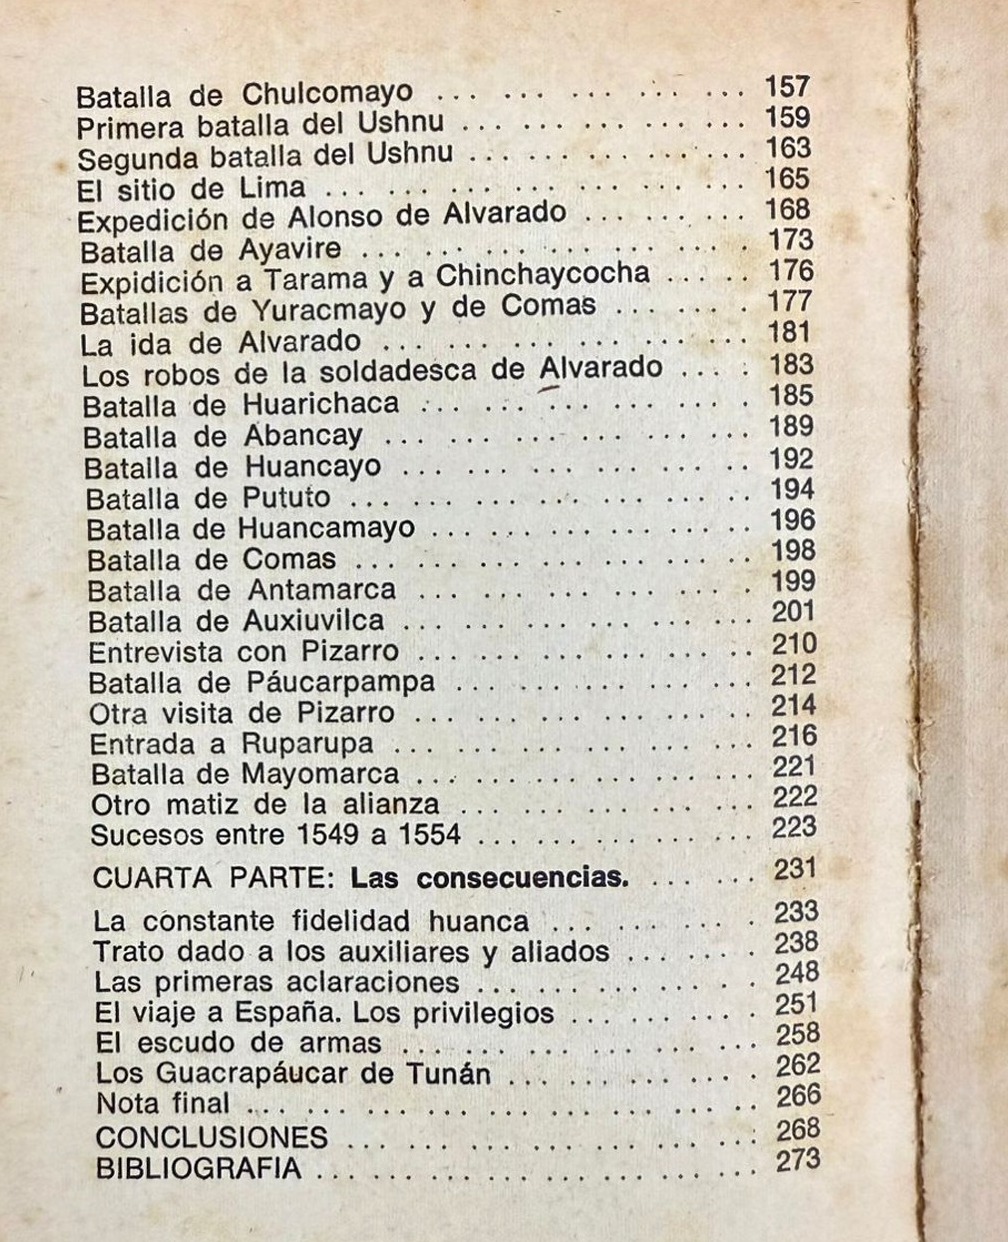 Batalla de Chulcomayo ... ... ... ... ... 157
Primera batalla del Ushnu ... ... ... ... ... 159
Segunda batalla del Ushnu ... ... ... ... ... 163
El sitio de Lima ... ... ... ... ... ... ... 165
Expedición de Alonso de Alvarado ... ... ... 168
Batalla de Ayavire ... ... ... ... ... ... . 173
Expidición a Tarama y a Chinchaycocha ... .. 176
Batallas de Yuracmayo y de Comas ... ... . 177
La ida de Alvarado ... ... ... ... ... ... 181
Los robos de la soldadesca de Alvarado ... . 183
Batalla de Huarichaca ... ... ... ... ... . 185
Batalla de Abancay ... ... ... ... ... ... 189
Batalla de Huancayo ... ... ... ... ... .. 192
Batalla de Pututo ... ... ... ... ... ... .. 194
Batalla de Huancamayo ... ... ... ... ... .. 196
Batalla de Comas ... ... ... ... ... ... .. 198
Batalla de Antamarca ... ... ... ... ... . 199
Batalla de Auxiuvilca ... ... ... ... ... ... 201
Entrevista con Pizarro ... ... ... ... ... .. 210
Batalla de Páucarpampa ... ... ... ... ... 212
Otra visita de Pizarro ... ... ... ... ... .. 214
Entrada a Ruparupa ... ... ... ... ... ... 216
Batalla de Mayomarca ... ... ... ... ... ... 221
Otro matiz de la alianza ... ... ... ... ... 222
Sucesos entre 1549 a 1554 ... ... ... ... ... 223
CUARTA PARTE: Las consecuencias. ... ... 231
La constante fidelidad huanca ... ... ... . 233
Trato dado a los auxiliares y aliados ... ... . 238
Las primeras aclaraciones ... ... ... ... . 248
El viaje a España. Los privilegios ... ... ... . 251
El escudo de armas ... ... ... ... ... ... 258
Los Guacrapáucar de Tunán ... ... ... ... . 262
Nota final ... ... ... ... ... ... ... ... .. 266
CONCLUSIONES ... ... ... ... ... ... ... 268
BIBLIOGRAFIA ... ... ... ... ... ... ... ... 273